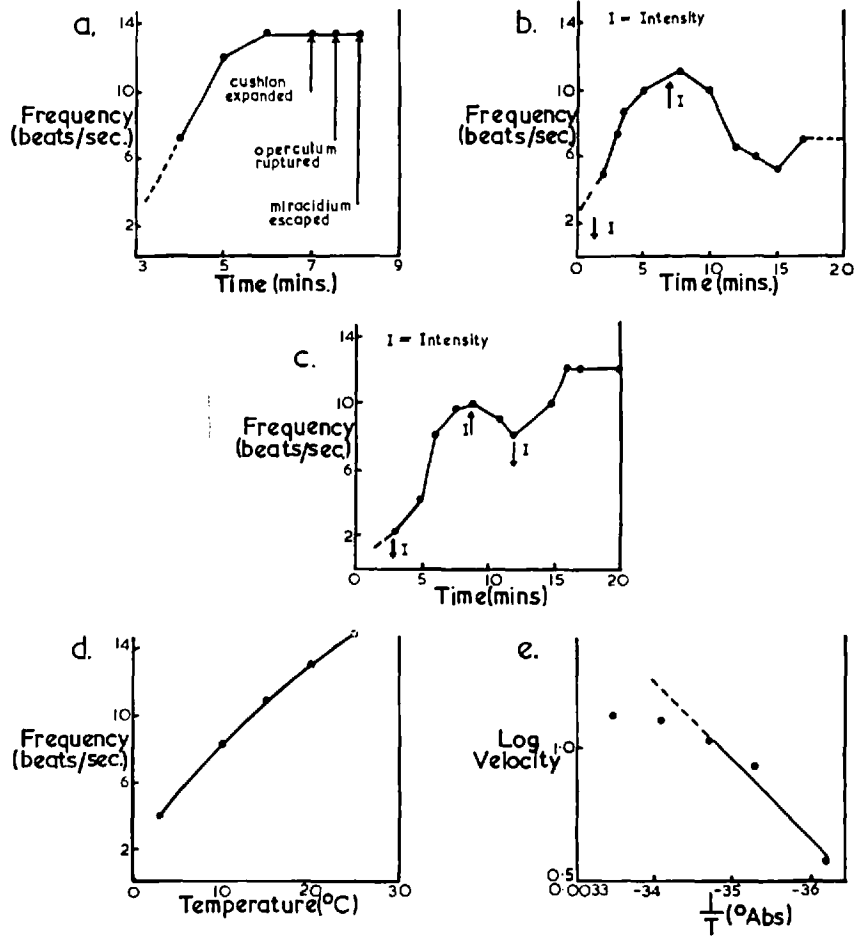 a.
14
10
6
2
Frequency
(beats/sec.)
cushion
expanded
operculum
ruptured
miracidium
escaped
3 5 7 9
Time (mins.)
b.
I = Intensity
14
10
6
2
Frequency
(beats/sec.)
I
I
0 5 10 15 20
Time (mins.)
c.
I = Intensity
14
10
6
2
Frequency
(beats/sec.)
I
I
I
0 5 10 15 20
Time (mins)
d.
14
10
6
2
Frequency
(beats/sec.)
0 10 20 30
Temperature (°C)
e.
Log
Velocity
1·0
0·5
0·0033 -34 -35 -36
1/T (°Abs)